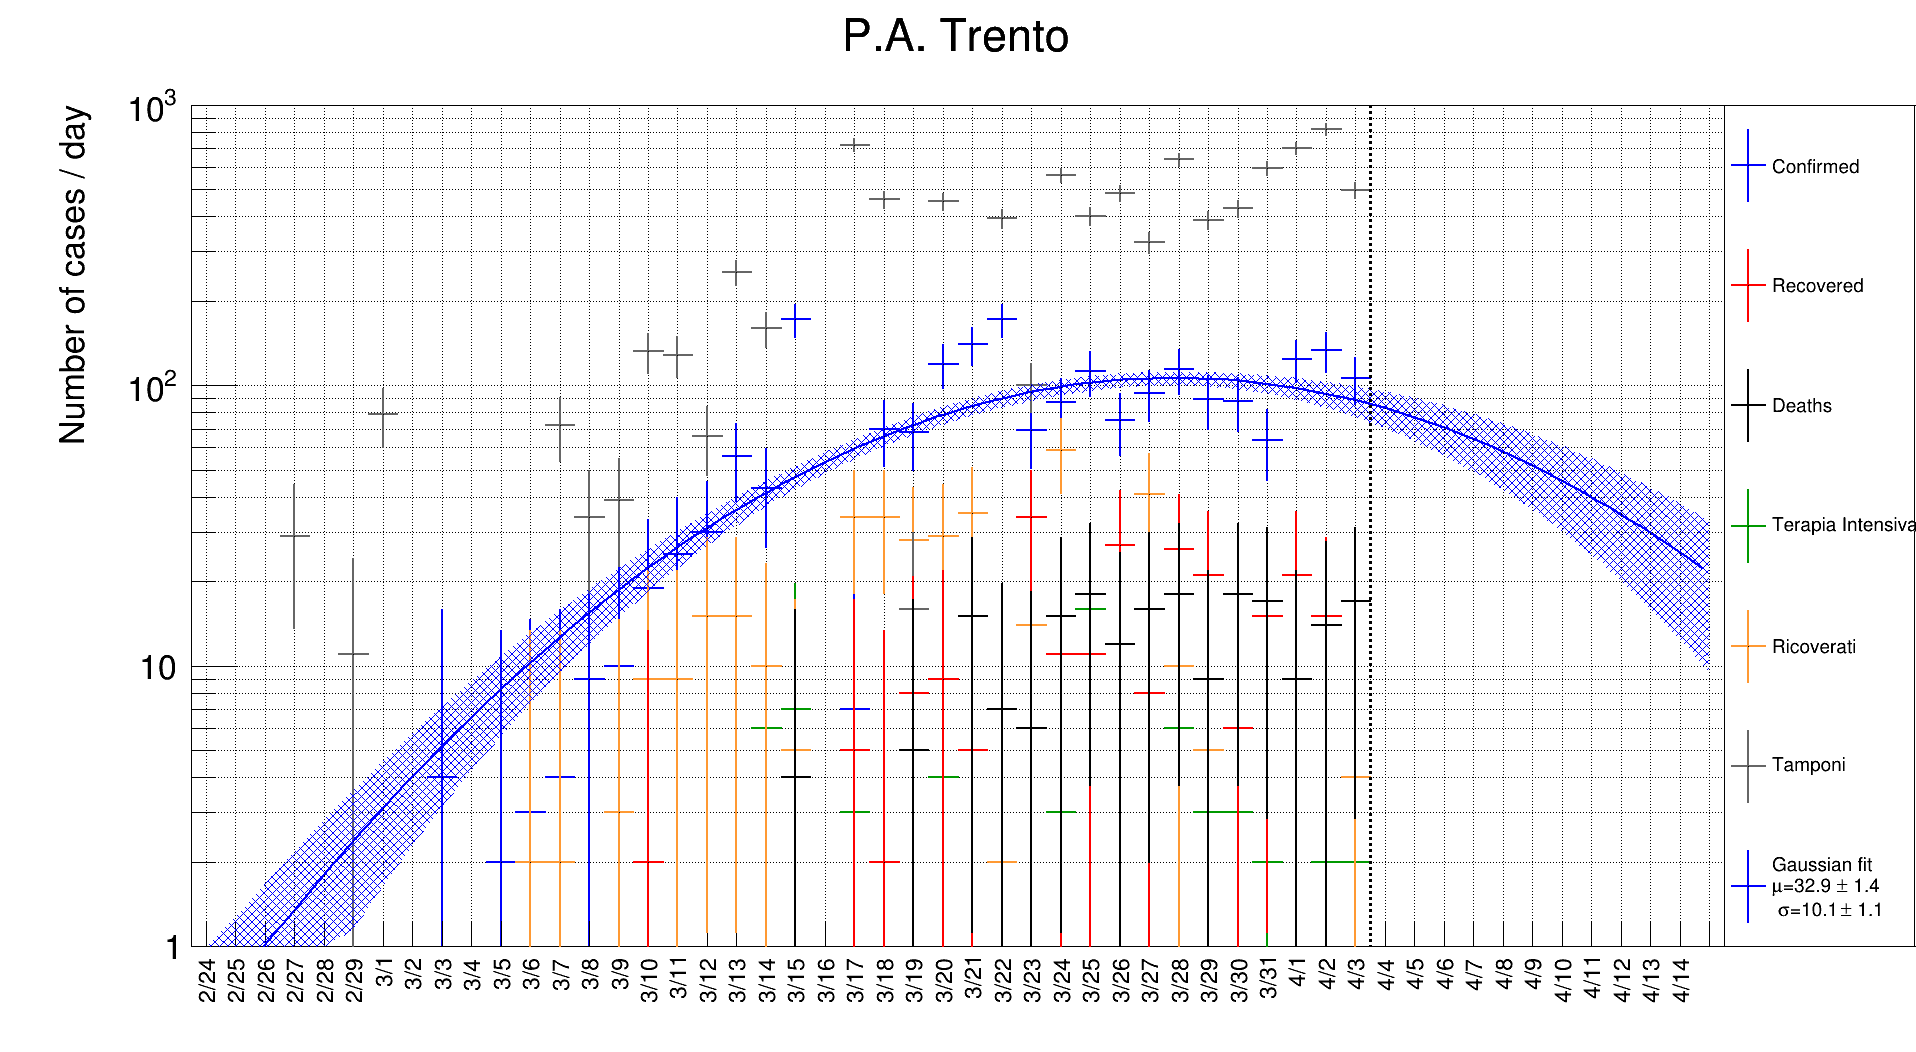 P.A. Trento
Number of cases / day
10³
10²
10
1
2/24 2/25 2/26 2/27 2/28 2/29 3/1 3/2 3/3 3/4 3/5 3/6 3/7 3/8 3/9 3/10 3/11 3/12 3/13 3/14 3/15 3/16 3/17 3/18 3/19 3/20 3/21 3/22 3/23 3/24 3/25 3/26 3/27 3/28 3/29 3/30 3/31 4/1 4/2 4/3 4/4 4/5 4/6 4/7 4/8 4/9 4/10 4/11 4/12 4/13 4/14
Confirmed
Recovered
Deaths
Terapia Intensiva
Ricoverati
Tamponi
Gaussian fit
μ=32.9 ± 1.4
σ=10.1 ± 1.1